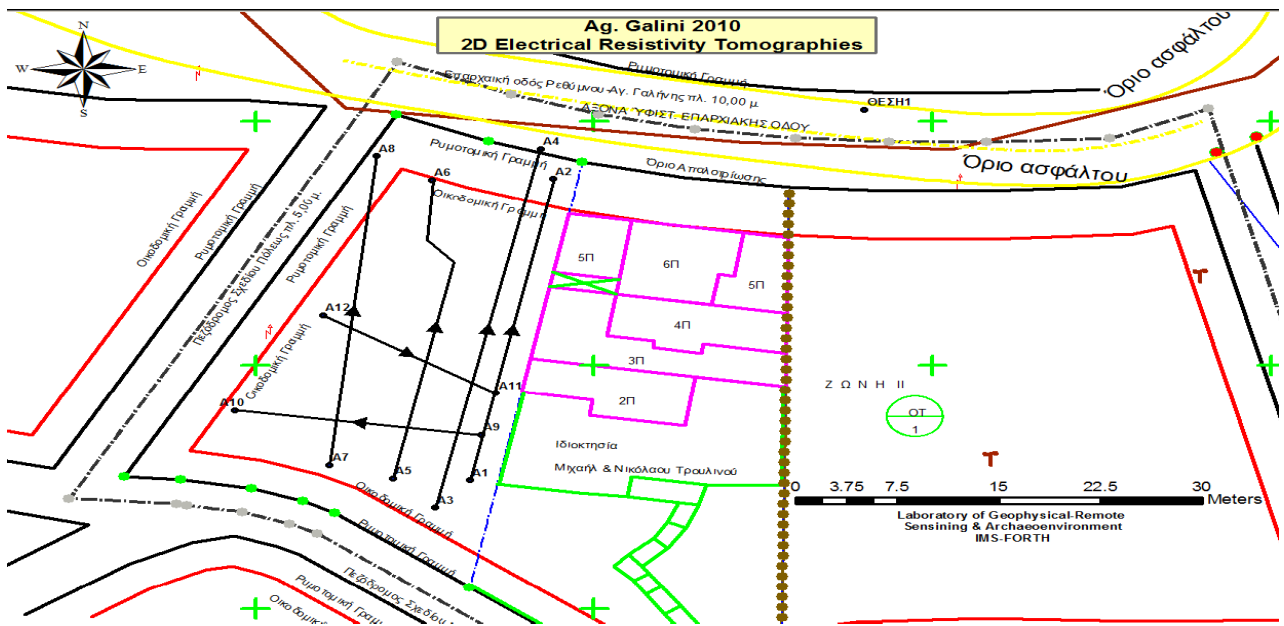 Ag. Galini 2010
2D Electrical Resistivity Tomographies
N
W E
S
Όριο ασφάλτου
Ρυμοτομική Γραμμή
Επαρχιακή οδός Ρεθύμνου-Αγ. Γαλήνης πλ. 10,00 μ.
ΘΕΣΗ1
ΑΞΟΝΑ ΥΦΙΣΤ. ΕΠΑΡΧΙΑΚΗΣ ΟΔΟΥ
Όριο ασφάλτου
Όριο Απαλοτρίωσης
Ρυμοτομική Γραμμή
A4
A8
A6
A2
Οικοδομική Γραμμή
Οικοδομική Γραμμή
Ρυμοτομική Γραμμή
Πεζόδρομος Σχεδίου Πόλεως πλ. 5,00 μ.
Ρυμοτομική Γραμμή
Οικοδομική Γραμμή
5Π
6Π
5Π
4Π
3Π
2Π
A12
A11
A10
A9
A7
A5
A1
A3
Ζ Ω Ν Η ΙΙ
ΟΤ
1
Ιδιοκτησία
Μιχαήλ & Νικόλαου Τρουλινού
0 3.75 7.5 15 22.5 30
Meters
Laboratory of Geophysical-Remote
Sensining & Archaeoenvironment
IMS-FORTH
Οικοδομική Γραμμή
Ρυμοτομική Γραμμή
Πεζόδρομος Σχεδίου
Ρυμοτομική Γραμμ
Οικοδομικ